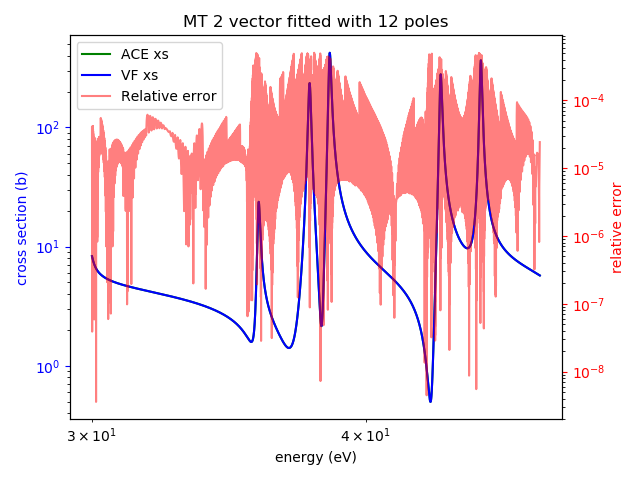 MT 2 vector fitted with 12 poles
ACE xs
VF xs
Relative error
cross section (b)
10²
10¹
10⁰
10⁻⁴
10⁻⁵
10⁻⁶
10⁻⁷
10⁻⁸
relative error
3 × 10¹
4 × 10¹
energy (eV)